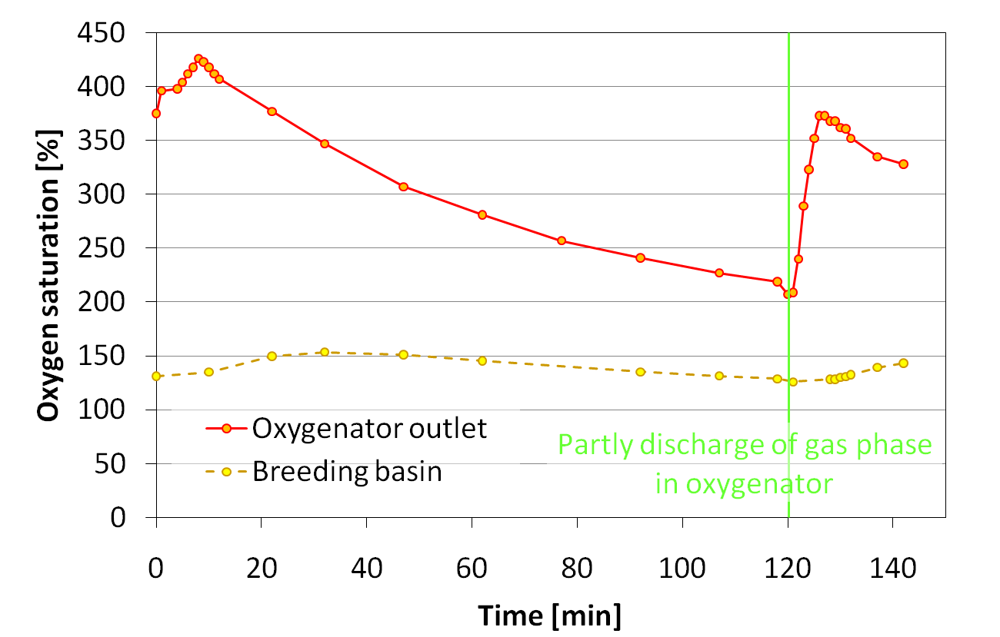 450
400
350
300
250
200
150
100
50
0
Oxygen saturation [%]
Oxygenator outlet
Breeding basin
Partly discharge of gas phase
in oxygenator
0 20 40 60 80 100 120 140
Time [min]